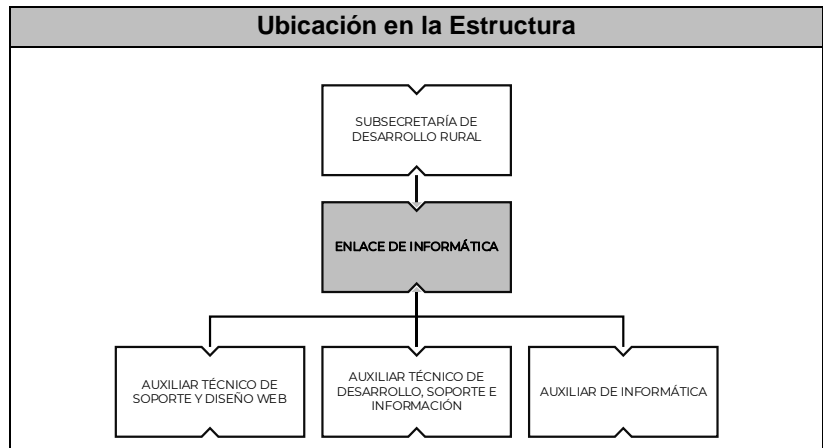 Ubicación en la Estructura
SUBSECRETARÍA DE
DESARROLLO RURAL
ENLACE DE INFORMÁTICA
AUXILIAR TÉCNICO DE
SOPORTE Y DISEÑO WEB
AUXILIAR TÉCNICO DE
DESARROLLO, SOPORTE E
INFORMACIÓN
AUXILIAR DE INFORMÁTICA